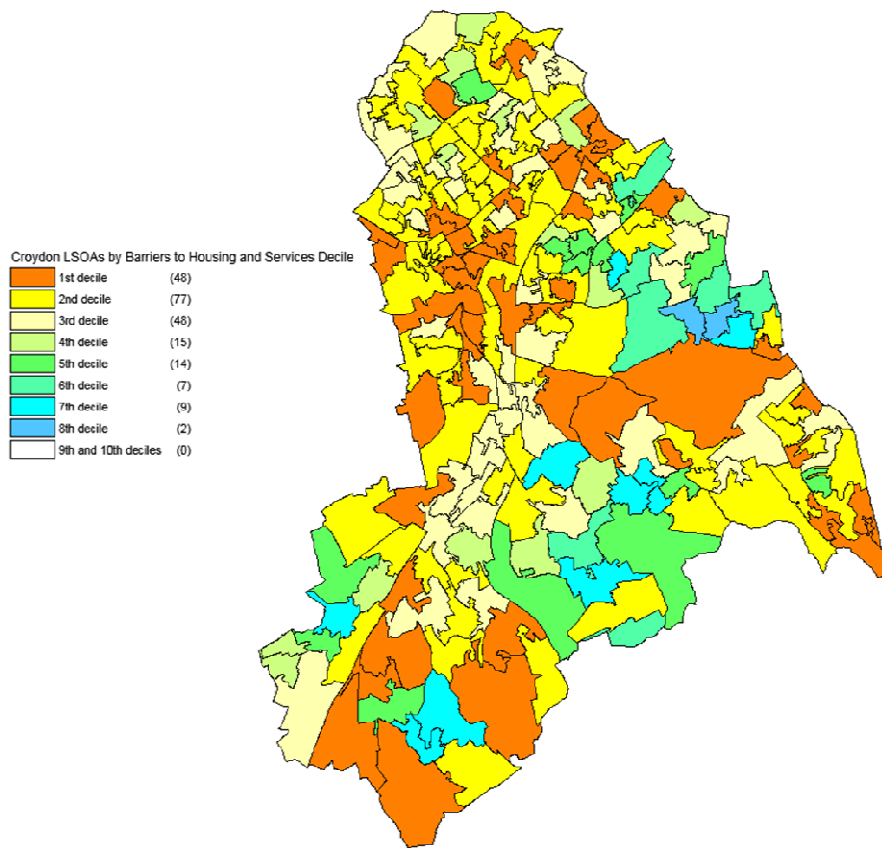 Croydon LSOAs by Barriers to Housing and Services Decile
1st decile (48)
2nd decile (77)
3rd decile (48)
4th decile (15)
5th decile (14)
6th decile (7)
7th decile (9)
8th decile (2)
9th and 10th deciles (0)